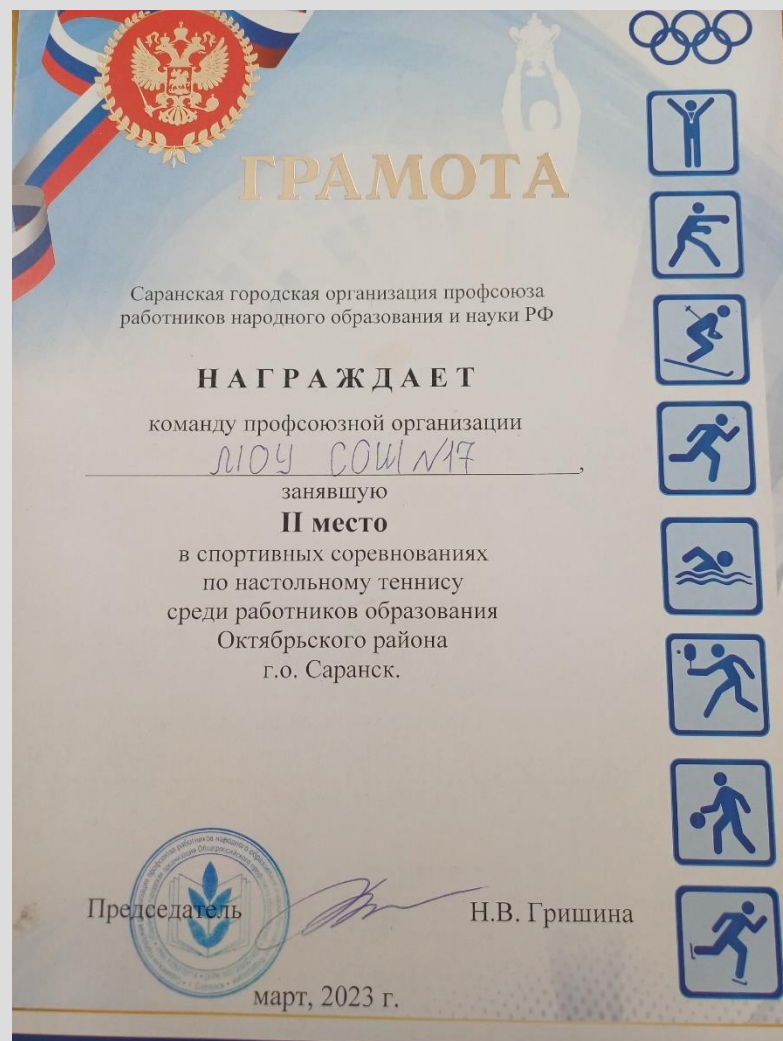 ГРАМОТА
Саранская городская организация профсоюза
работников народного образования и науки РФ
НАГРАЖДАЕТ
команду профсоюзной организации
МОУ СОШ №17,
занявшую
II место
в спортивных соревнованиях
по настольному теннису
среди работников образования
Октябрьского района
г.о. Саранск.
Председатель Н.В. Гришина
март, 2023 г.